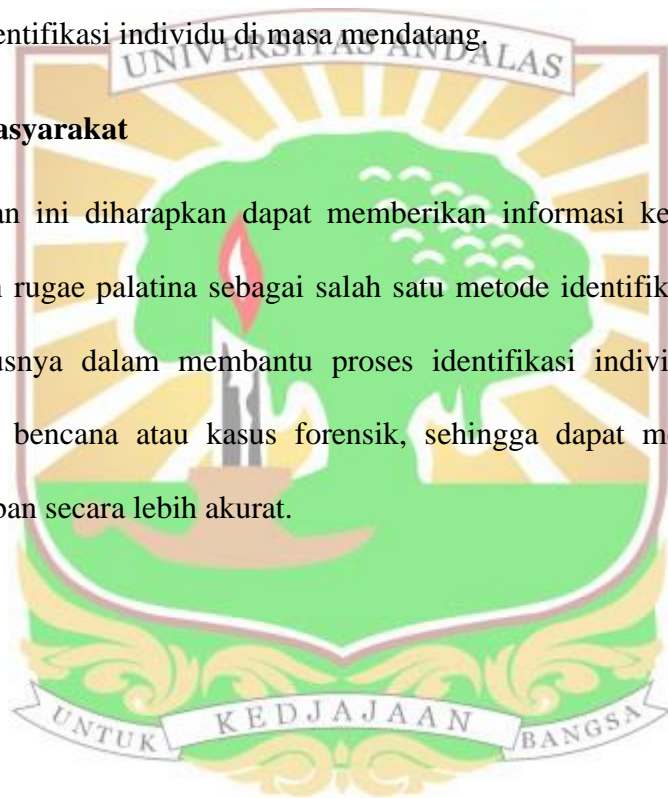 entifikasi individu di masa mendatang.
UNIVERSITAS ANDALAS
asyarakat
an ini diharapkan dapat memberikan informasi ke
n rugae palatina sebagai salah satu metode identifik
usnya dalam membantu proses identifikasi indivi
bencana atau kasus forensik, sehingga dapat me
ban secara lebih akurat.
UNTUK KEDJAJAAN BANGSA